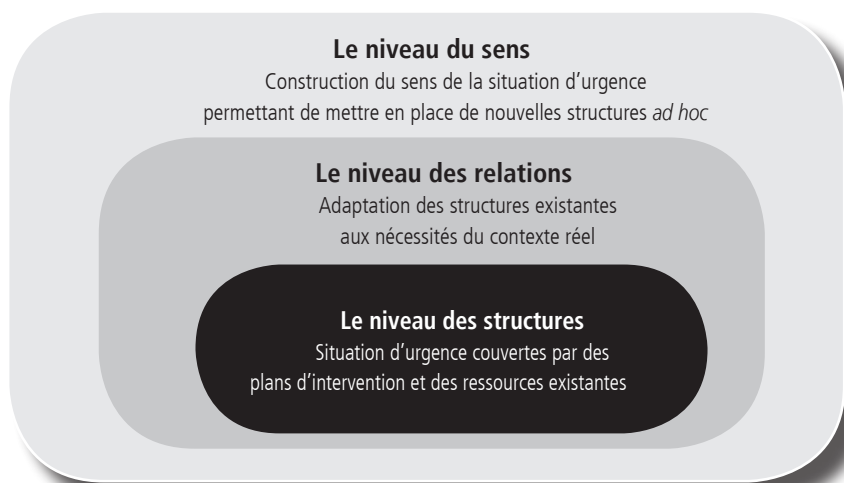 Le niveau du sens
Construction du sens de la situation d’urgence
permettant de mettre en place de nouvelles structures ad hoc
Le niveau des relations
Adaptation des structures existantes
aux nécessités du contexte réel
Le niveau des structures
Situation d’urgence couvertes par des
plans d’intervention et des ressources existantes